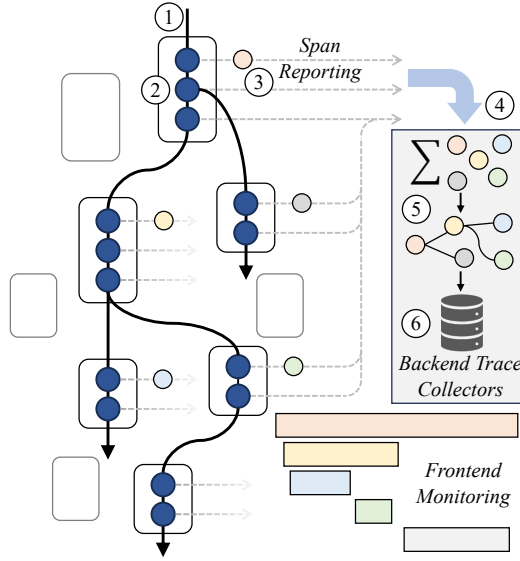 ①
②
③
Span
Reporting
④
∑
⑤
⑥
Backend Trace
Collectors
Frontend
Monitoring